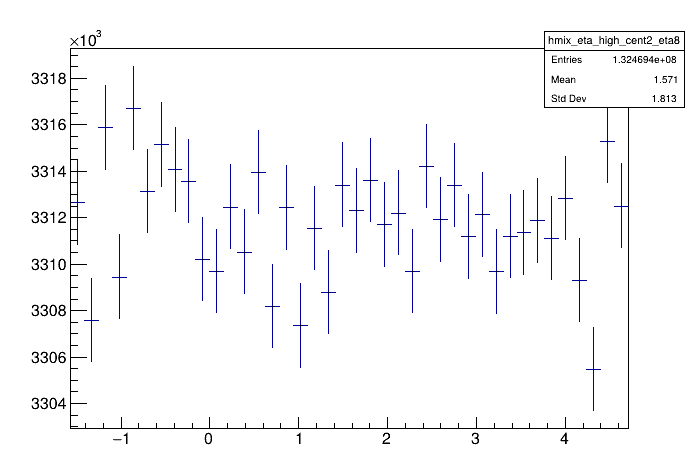 ×10³
hmix_eta_high_cent2_eta8
Entries 1.324694e+08
Mean 1.571
Std Dev 1.813
3318
3316
3314
3312
3310
3308
3306
3304
−1 0 1 2 3 4